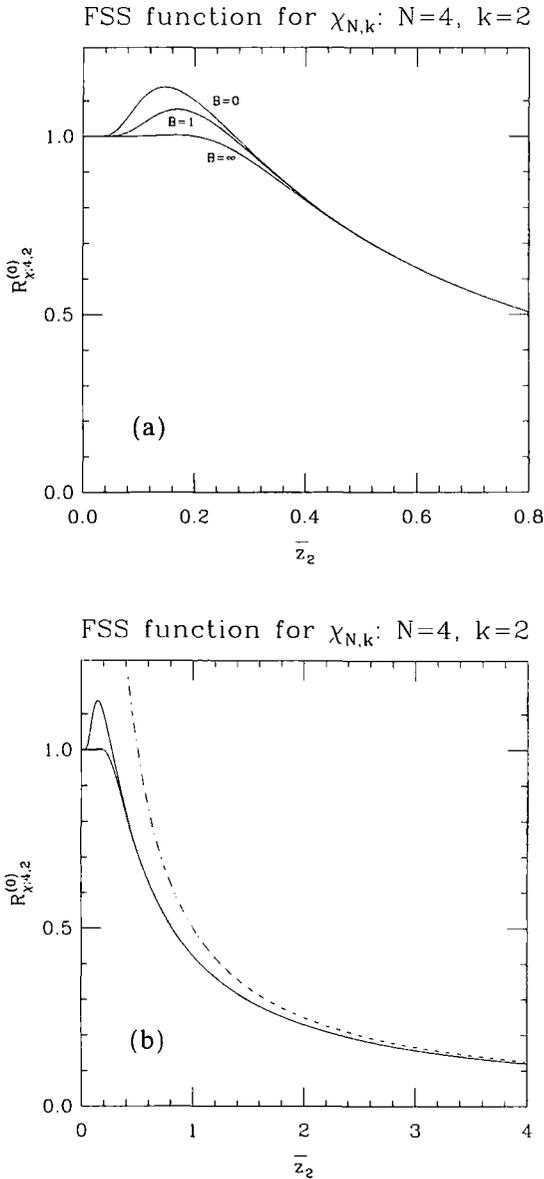 FSS function for χN,k: N=4, k=2
1.0
0.5
0.0
R(0)χ;4,2
B=0
B=1
B=∞
(a)
0.0 0.2 0.4 0.6 0.8
z̅2
FSS function for χN,k: N=4, k=2
1.0
0.5
0.0
R(0)χ;4,2
(b)
0 1 2 3 4
z̅2